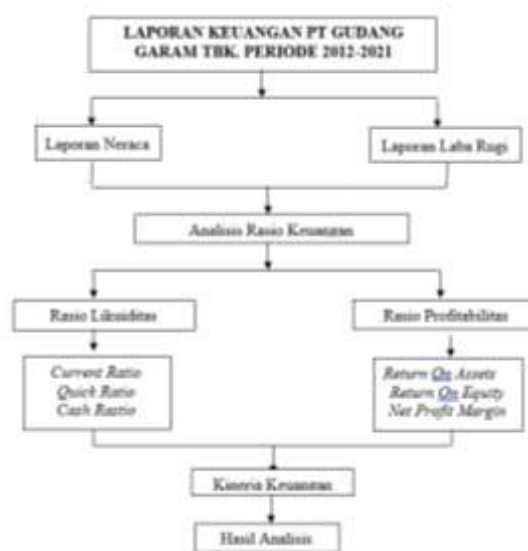 LAPORAN KEUANGAN PT GUDANG
GARAM TBK. PERIODE 2012-2021
Laporan Neraca
Laporan Laba Rugi
Analisis Rasio Keuangan
Rasio Likuiditas
Rasio Profitabilitas
Current Ratio
Quick Ratio
Cash Rastio
Return On Assets
Return On Equity
Net Profit Margin
Kinerja Keuangan
Hasil Analisis